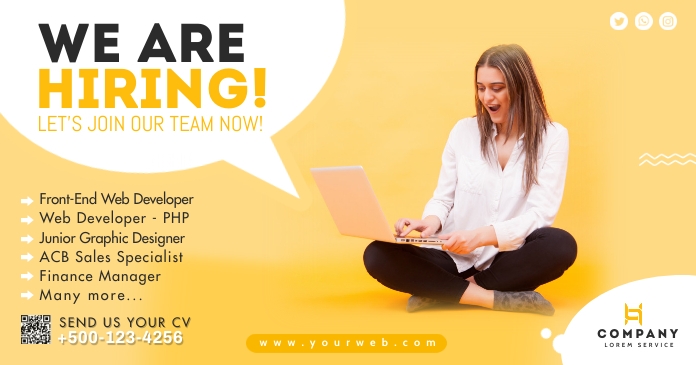 WE ARE
HIRING!
LET'S JOIN OUR TEAM NOW!
Front-End Web Developer
Web Developer - PHP
Junior Graphic Designer
ACB Sales Specialist
Finance Manager
Many more...
SEND US YOUR CV
+500-123-4256
www.yourweb.com
COMPANY
LOREM SERVICE